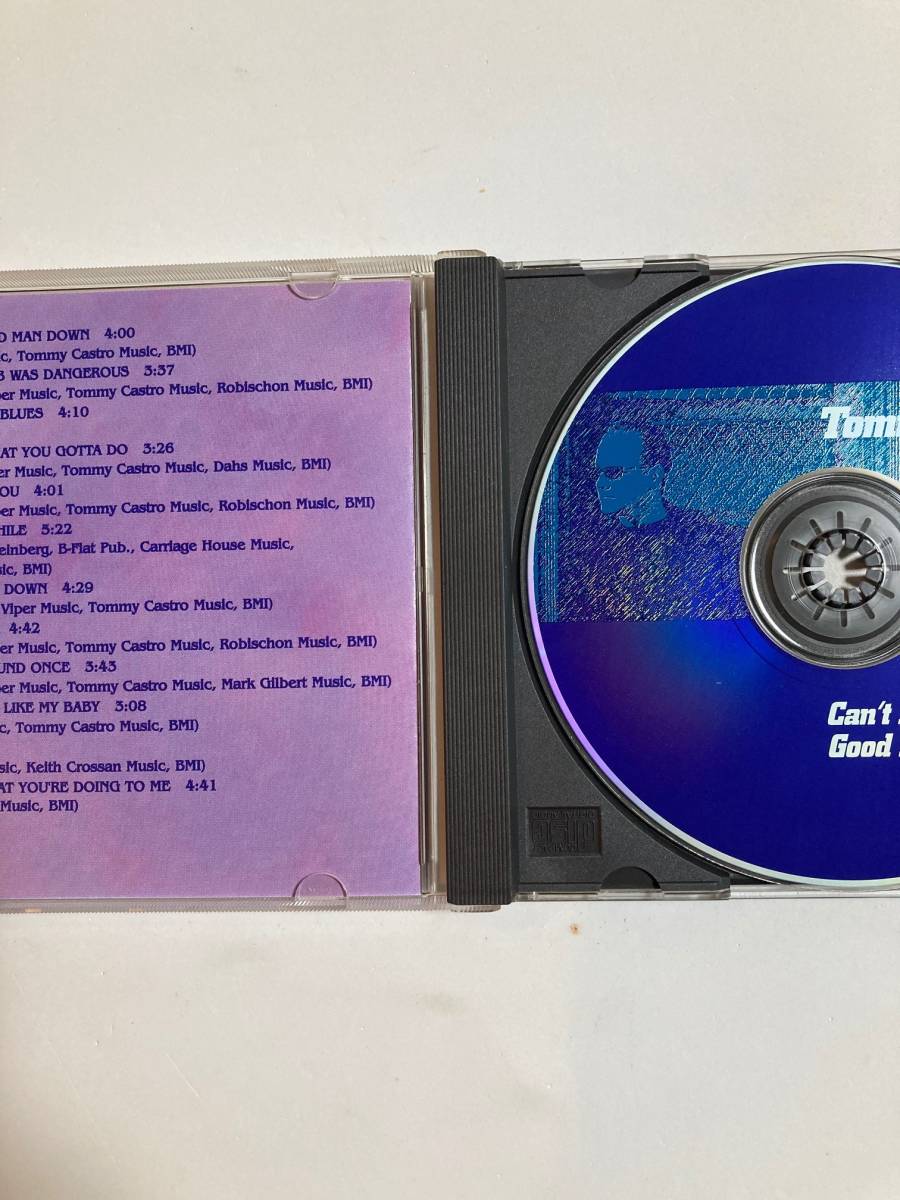 D MAN DOWN 4:00
c, Tommy Castro Music, BMI)
B WAS DANGEROUS 3:37
per Music, Tommy Castro Music, Robischon Music, BMI)
BLUES 4:10
AT YOU GOTTA DO 3:26
er Music, Tommy Castro Music, Dahs Music, BMI)
OU 4:01
per Music, Tommy Castro Music, Robischon Music, BMI)
HILE 5:22
einberg, B-Flat Pub., Carriage House Music,
sic, BMI)
DOWN 4:29
Viper Music, Tommy Castro Music, BMI)
4:42
er Music, Tommy Castro Music, Robischon Music, BMI)
UND ONCE 3:43
per Music, Tommy Castro Music, Mark Gilbert Music, BMI)
LIKE MY BABY 3:08
c, Tommy Castro Music, BMI)
sic, Keith Crossan Music, BMI)
AT YOU'RE DOING TO ME 4:41
Music, BMI)
Tom
Can't
Good